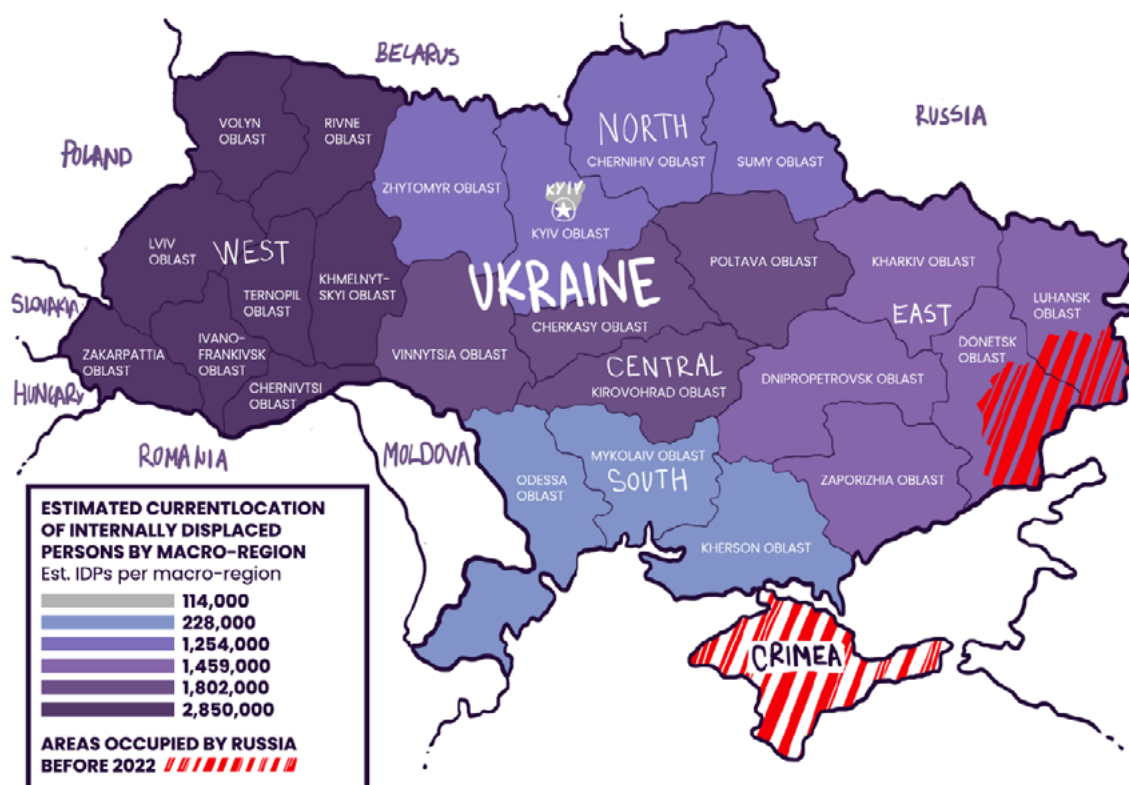 BELARUS
RUSSIA
POLAND
VOLYN
OBLAST
RIVNE
OBLAST
NORTH
CHERNIHIV OBLAST
SUMY OBLAST
ZHYTOMYR OBLAST
KYIV
KYIV OBLAST
LVIV
OBLAST
WEST
TERNOPIL
OBLAST
KHMELNYT-
SKYI OBLAST
UKRAINE
POLTAVA OBLAST
KHARKIV OBLAST
LUHANSK
OBLAST
EAST
SLOVAKIA
CHERKASY OBLAST
DONETSK
OBLAST
ZAKARPATTIA
OBLAST
IVANO-
FRANKIVSK
OBLAST
VINNYTSIA OBLAST
CENTRAL
KIROVOHRAD OBLAST
DNIPROPETROVSK OBLAST
HUNGARY
CHERNIVTSI
OBLAST
ROMANIA
MOLDOVA
ODESSA
OBLAST
MYKOLAIV OBLAST
SOUTH
ZAPORIZHIA OBLAST
KHERSON OBLAST
CRIMEA
ESTIMATED CURRENTLOCATION
OF INTERNALLY DISPLACED
PERSONS BY MACRO-REGION
Est. IDPs per macro-region
114,000
228,000
1,254,000
1,459,000
1,802,000
2,850,000
AREAS OCCUPIED BY RUSSIA
BEFORE 2022